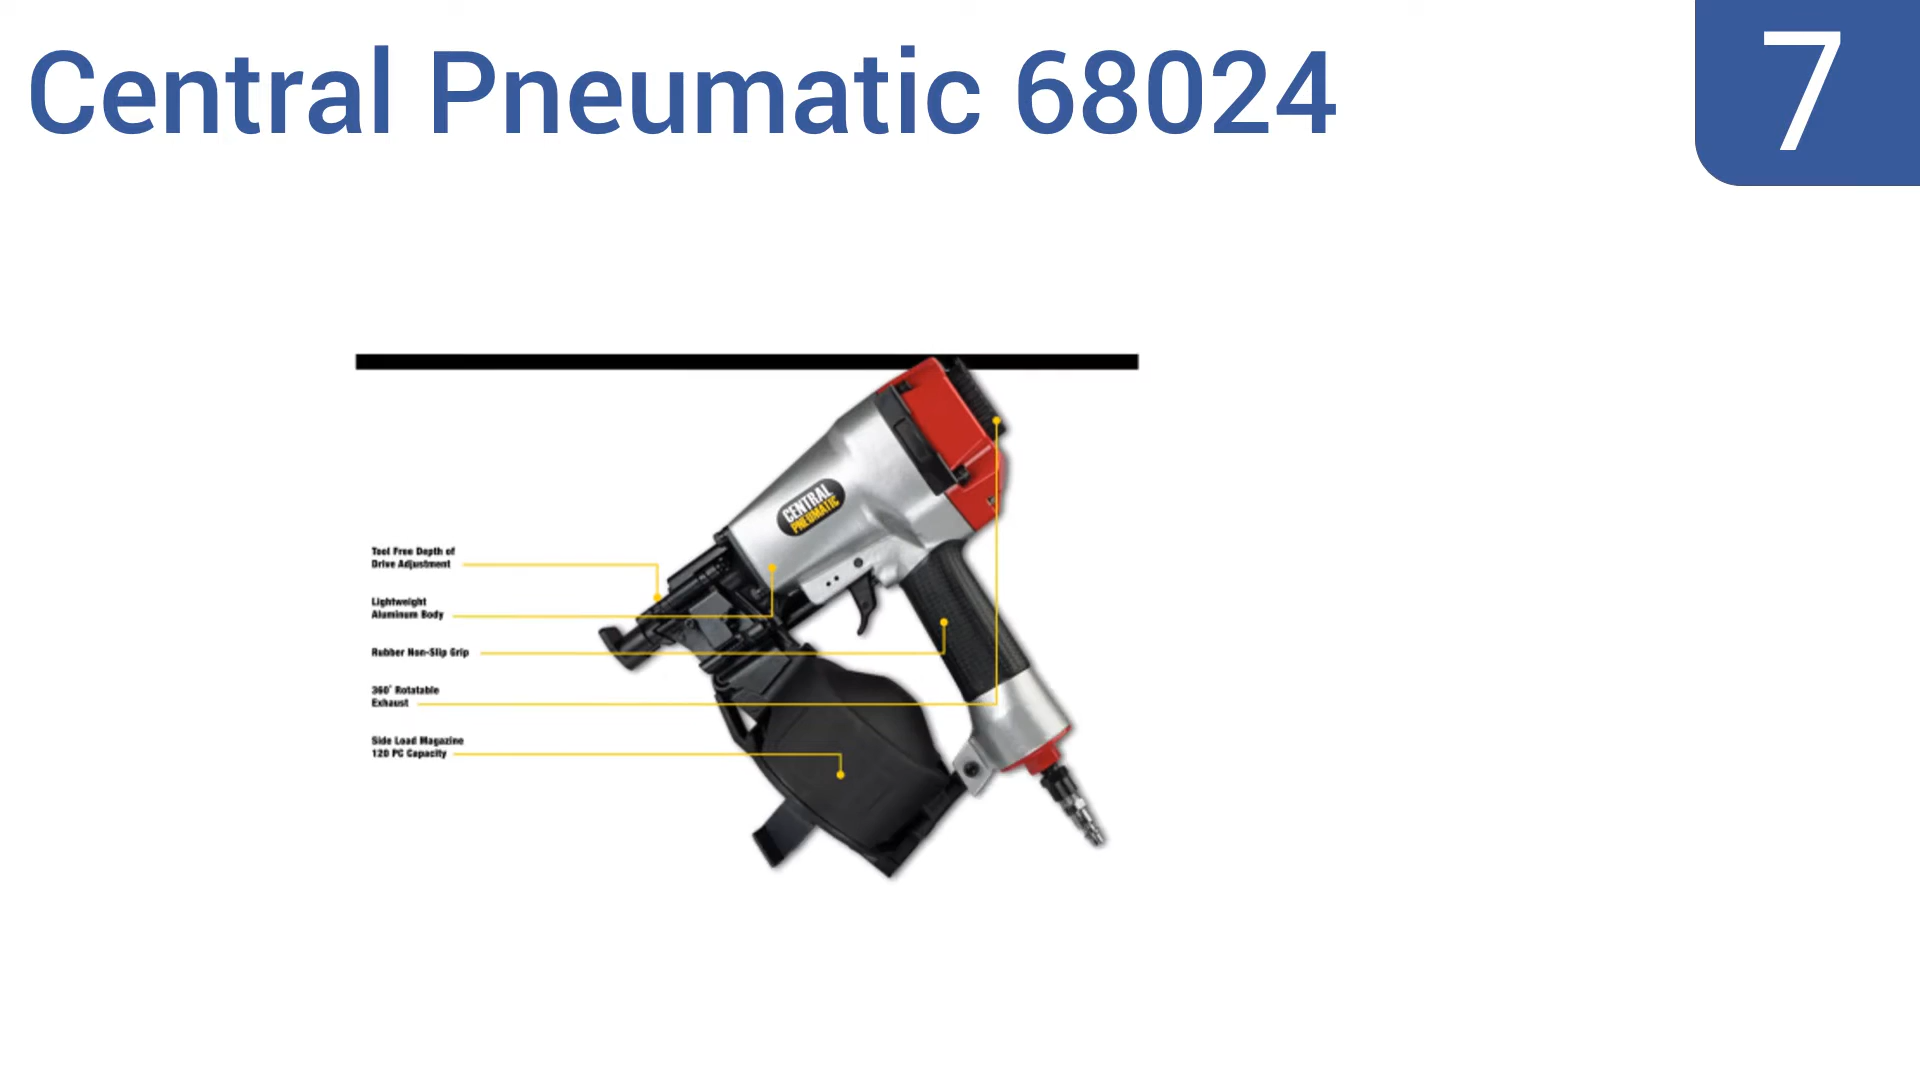 Central Pneumatic 68024
7
CENTRAL
PNEUMATIC
Tool Free Depth of
Drive Adjustment
Lightweight
Aluminum Body
Rubber Non-Slip Grip
360° Rotatable
Exhaust
Side Load Magazine
120 PC Capacity